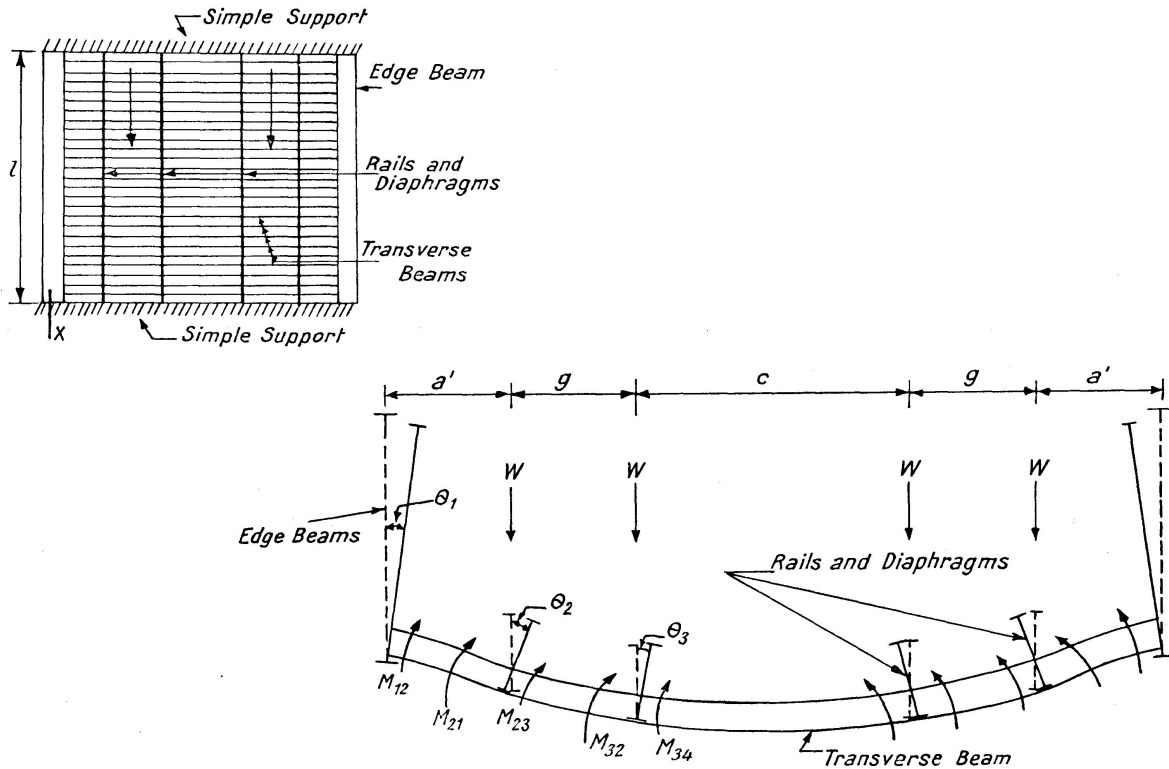 Simple Support
Edge Beam
l
Rails and
Diaphragms
Transverse
Beams
X
Simple Support
a' g c g a'
W W W W
θ1
Edge Beams
Rails and Diaphragms
θ2
θ3
M12
M21
M23
M32
M34
Transverse Beam